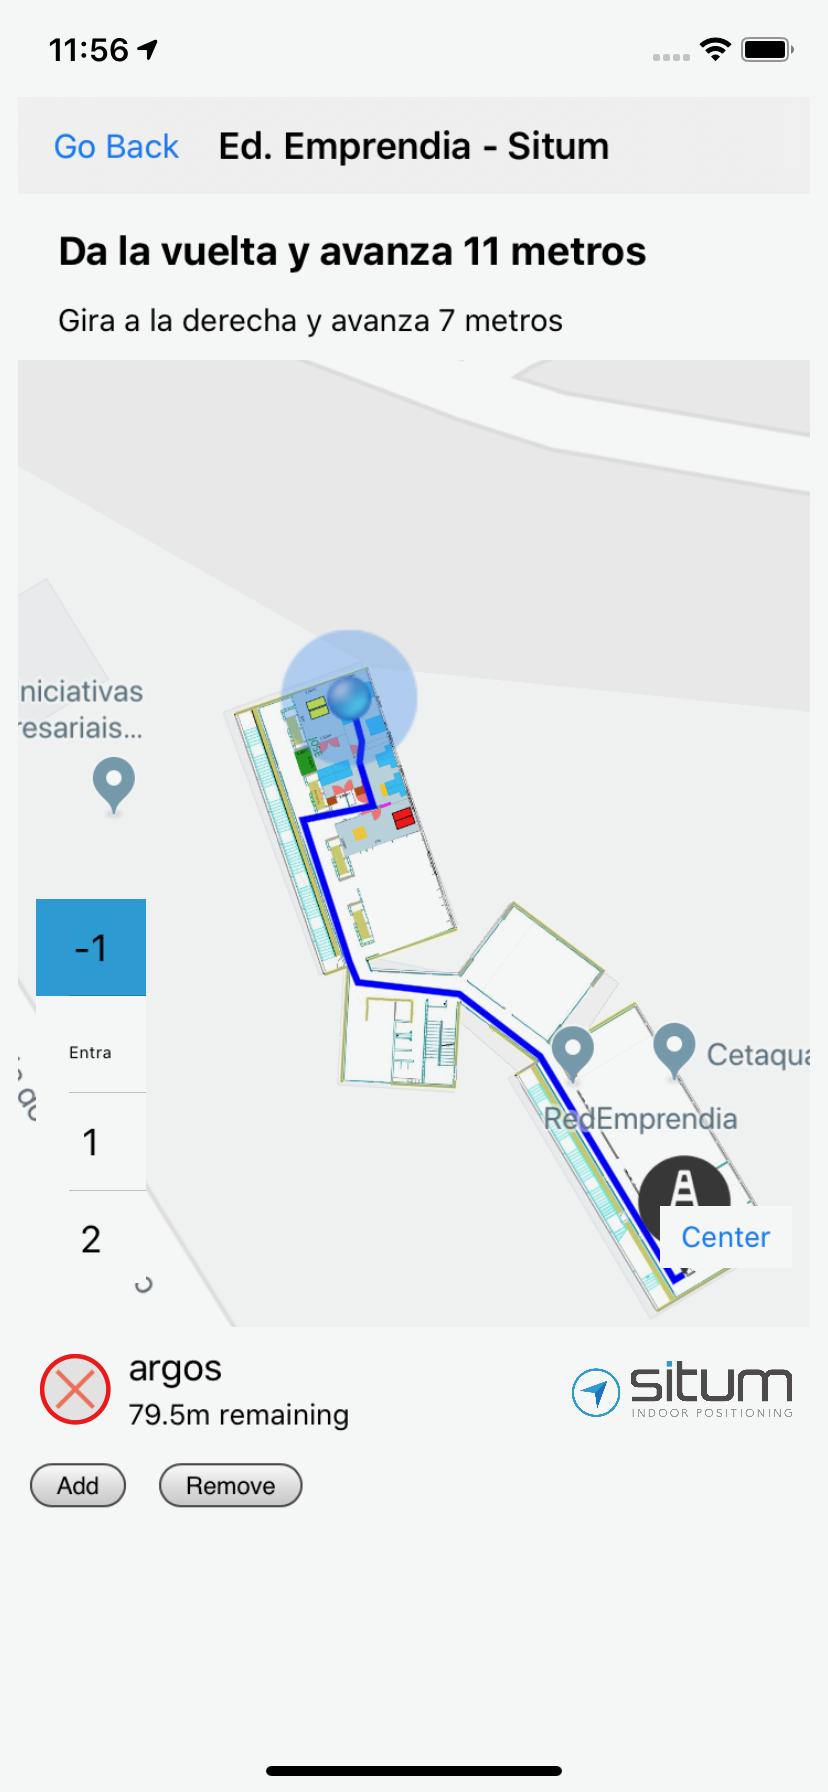 11:56
Go Back
Ed. Emprendia - Situm
Da la vuelta y avanza 11 metros
Gira a la derecha y avanza 7 metros
niciativas
resariais...
-1
Entra
1
2
Cetaqua
RedEmprendia
Center
argos
79.5m remaining
situm
INDOOR POSITIONING
Add
Remove